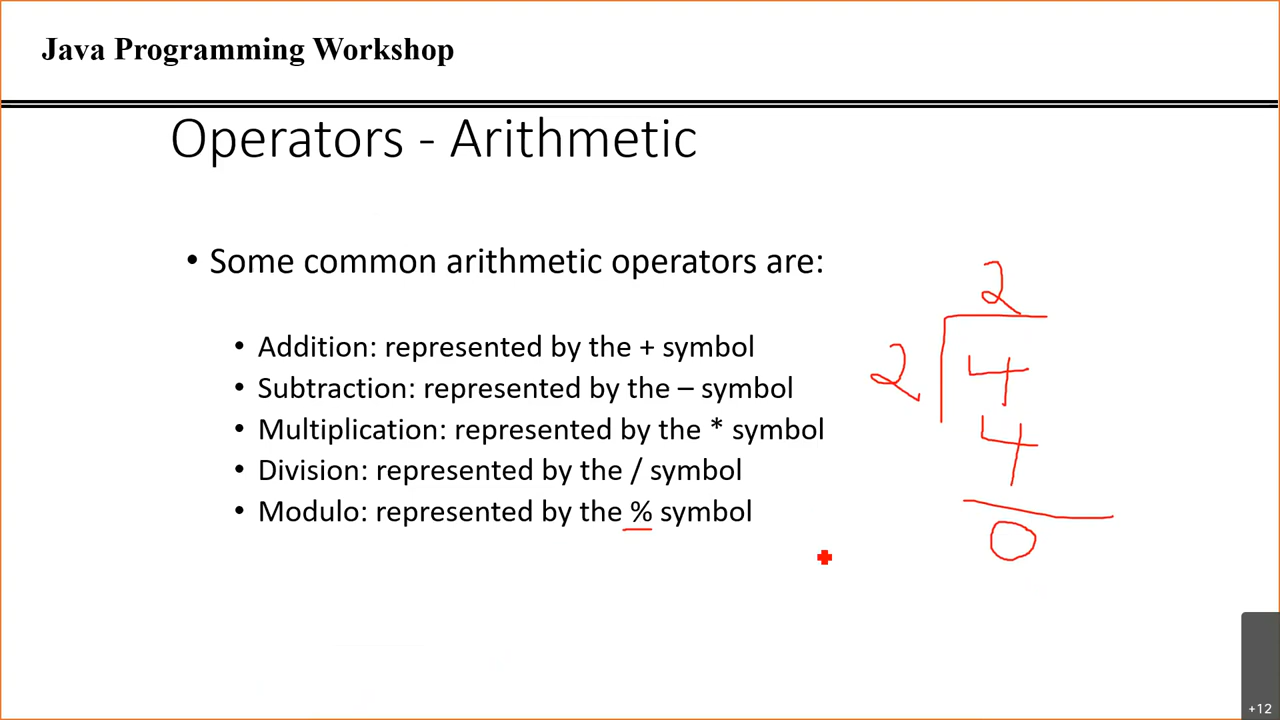 Java Programming Workshop
Operators - Arithmetic
• Some common arithmetic operators are:
• Addition: represented by the + symbol
• Subtraction: represented by the – symbol
• Multiplication: represented by the * symbol
• Division: represented by the / symbol
• Modulo: represented by the % symbol
2
2 4
4
0
+12